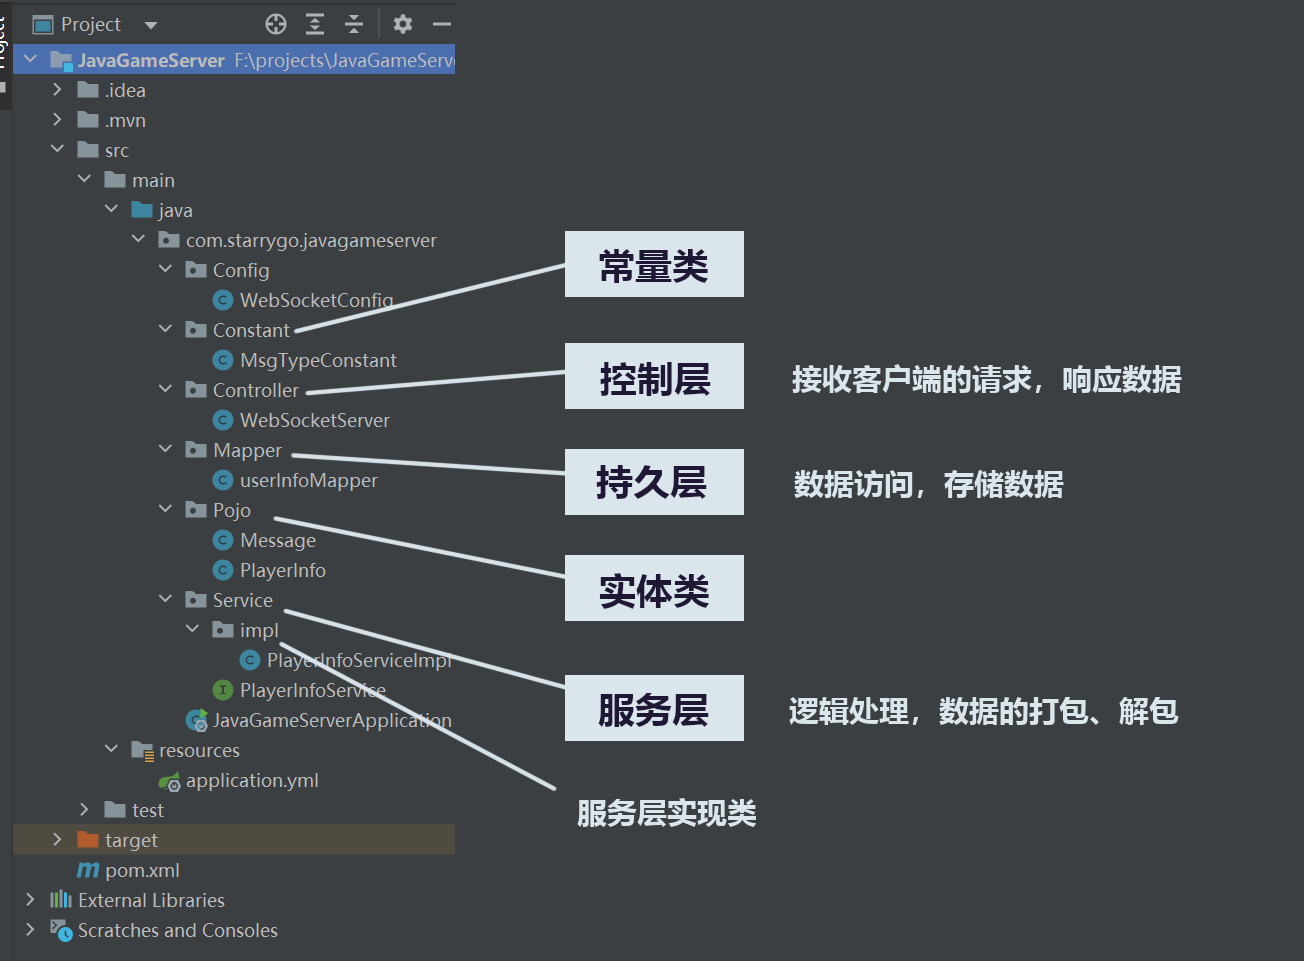 Project
Project
JavaGameServer F:\projects\JavaGameServe
.idea
.mvn
src
main
java
com.starrygo.javagameserver
Config
WebSocketConfig
Constant
常量类
MsgTypeConstant
Controller
控制层 接收客户端的请求，响应数据
WebSocketServer
Mapper
userInfoMapper
持久层 数据访问，存储数据
Pojo
Message
PlayerInfo
实体类
Service
impl
PlayerInfoServiceImpl
PlayerInfoService
服务层 逻辑处理，数据的打包、解包
JavaGameServerApplication
resources
application.yml
服务层实现类
test
target
pom.xml
External Libraries
Scratches and Consoles